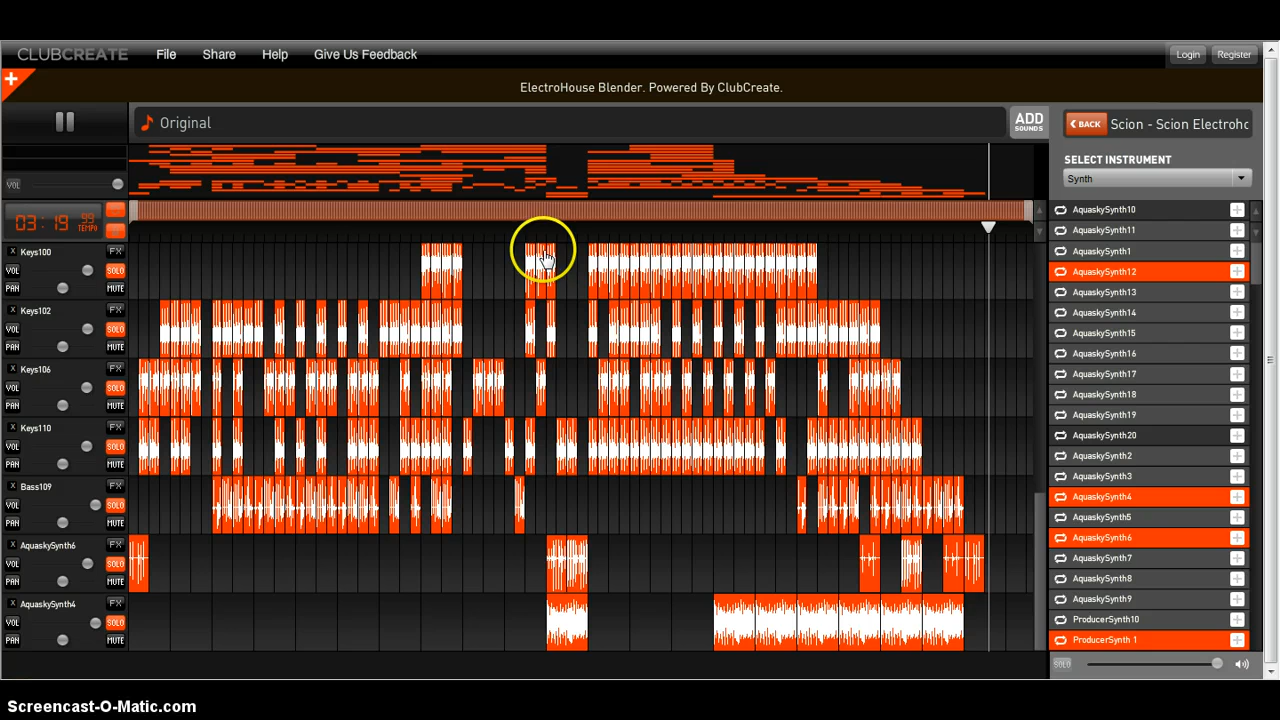 CLUBCREATE File Share Help Give Us Feedback Login Register
+
ElectroHouse Blender. Powered By ClubCreate.
Original
ADD
SOUNDS
BACK Scion - Scion Electroho
SELECT INSTRUMENT
VOL
Synth
03:19 99
TEMPO
X Keys100 FX
VOL SOLO
PAN MUTE
X Keys102 FX
VOL SOLO
PAN MUTE
X Keys106 FX
VOL SOLO
PAN MUTE
X Keys110 FX
VOL SOLO
PAN MUTE
X Bass109 FX
VOL SOLO
PAN MUTE
X AquaskySynth6 FX
VOL SOLO
PAN MUTE
X AquaskySynth4 FX
VOL SOLO
PAN MUTE
AquaskySynth10
AquaskySynth11
AquaskySynth1
AquaskySynth12
AquaskySynth13
AquaskySynth14
AquaskySynth15
AquaskySynth16
AquaskySynth17
AquaskySynth18
AquaskySynth19
AquaskySynth20
AquaskySynth2
AquaskySynth3
AquaskySynth4
AquaskySynth5
AquaskySynth6
AquaskySynth7
AquaskySynth8
AquaskySynth9
ProducerSynth10
ProducerSynth 1
SOLO
Screencast-O-Matic.com